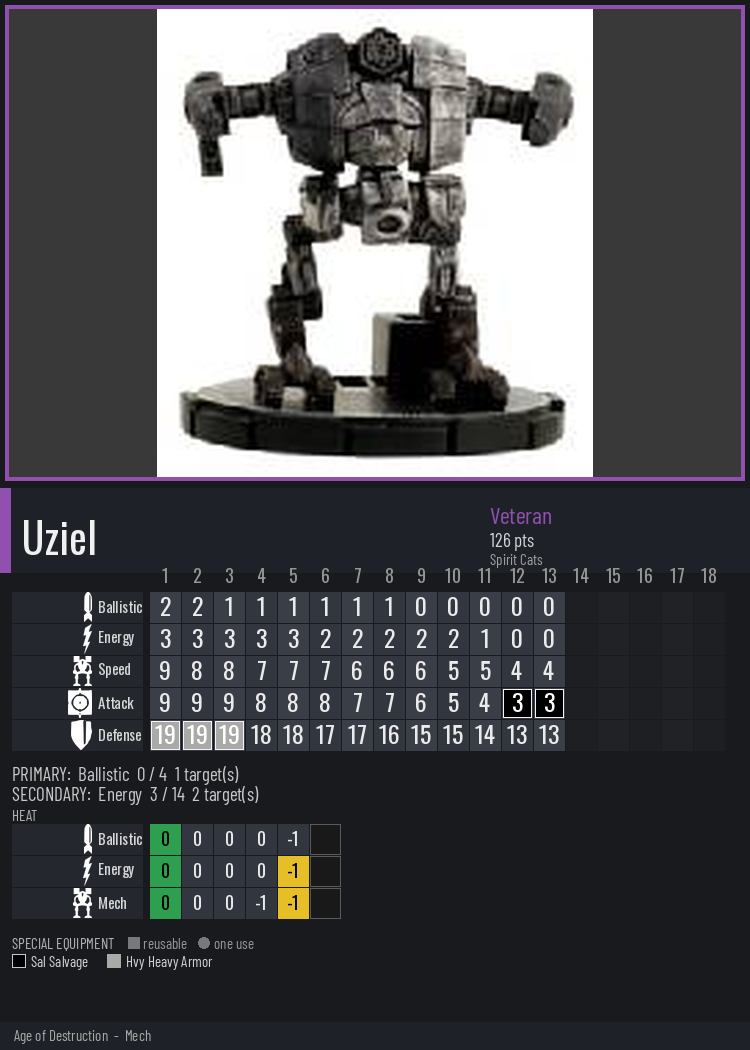 Uziel
Veteran
126 pts
Spirit Cats
1 2 3 4 5 6 7 8 9 10 11 12 13 14 15 16 17 18
Ballistic 2 2 1 1 1 1 1 1 0 0 0 0 0
Energy 3 3 3 3 3 2 2 2 2 2 1 0 0
Speed 9 8 8 7 7 7 6 6 6 5 5 4 4
Attack 9 9 9 8 8 8 7 7 6 5 4 3 3
Defense 19 19 19 18 18 17 17 16 15 15 14 13 13
PRIMARY: Ballistic 0 / 4 1 target(s)
SECONDARY: Energy 3 / 14 2 target(s)
HEAT
Ballistic 0 0 0 0 -1
Energy 0 0 0 0 -1
Mech 0 0 0 -1 -1
SPECIAL EQUIPMENT reusable one use
Sal Salvage Hvy Heavy Armor
Age of Destruction - Mech